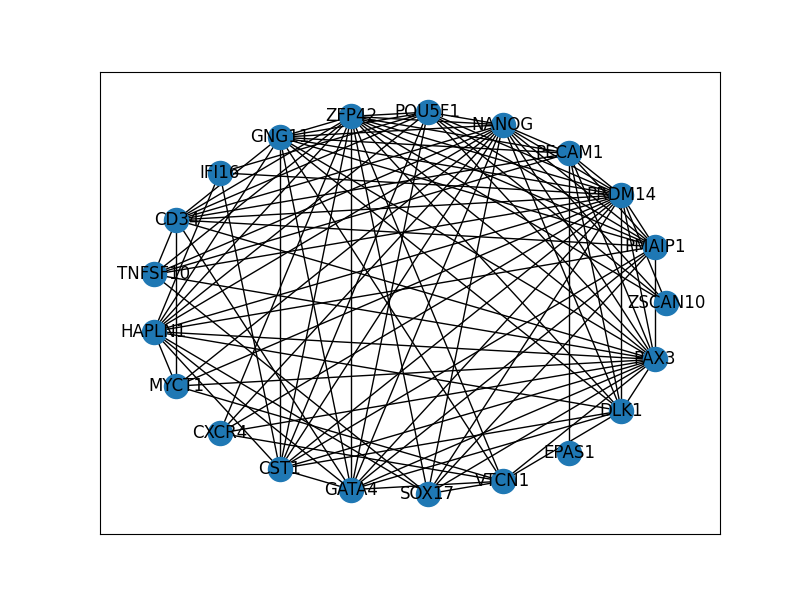 POU5F1
ZFP42
NANOG
GNG11
PECAM1
IFI16
PRDM14
CD34
PMAIP1
TNFSF10
ZSCAN10
HAPLN1
PAX3
MYCT1
DLK1
CXCR4
EPAS1
CST1
VTCN1
GATA4
SOX17